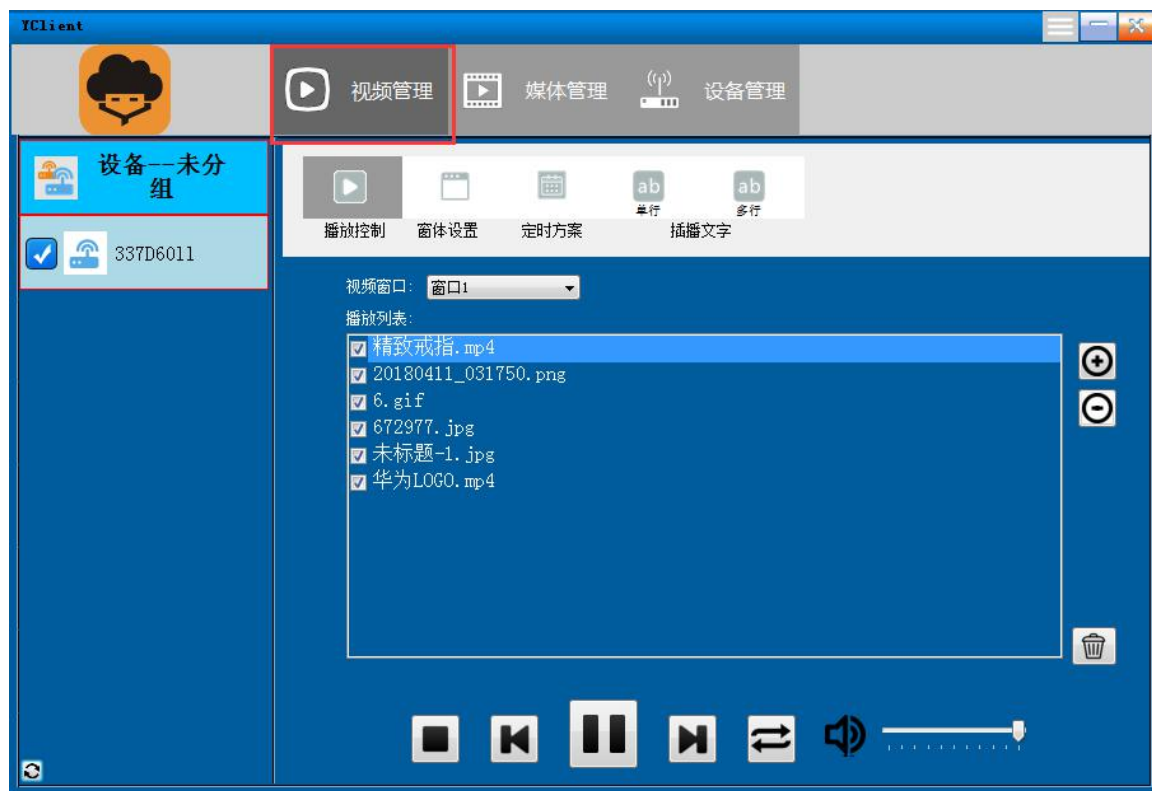 YClient
视频管理
媒体管理
设备管理
设备--未分
组
337D6011
ab
单行
ab
多行
播放控制
窗体设置
定时方案
插播文字
视频窗口:
窗口1
播放列表:
精致戒指.mp4
20180411_031750.png
6.gif
672977.jpg
未标题-1.jpg
华为LOGO.mp4